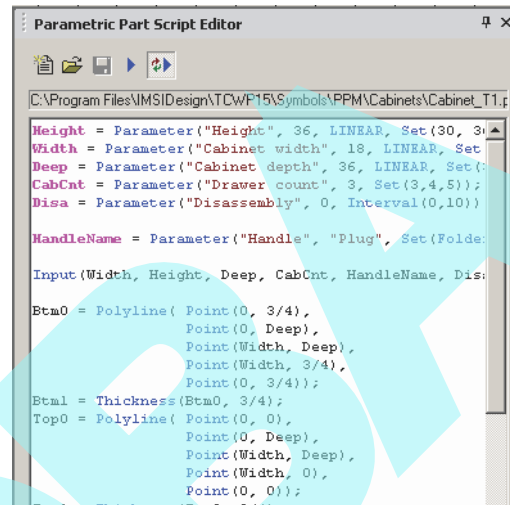 Parametric Part Script Editor
C:\Program Files\IMSIDesign\TCWP15\Symbols\PPM\Cabinets\Cabinet_T1.p
Height = Parameter("Height", 36, LINEAR, Set(30, 3
Width = Parameter("Cabinet width", 18, LINEAR, Set
Deep = Parameter("Cabinet depth", 36, LINEAR, Set(
CabCnt = Parameter("Drawer count", 3, Set(3,4,5));
Disa = Parameter("Disassembly", 0, Interval(0,10))
HandleName = Parameter("Handle", "Plug", Set(Folde
Input(Width, Height, Deep, CabCnt, HandleName, Disa
Btm0 = Polyline( Point(0, 3/4),
Point(0, Deep),
Point(Width, Deep),
Point(Width, 3/4),
Point(0, 3/4));
Btm1 = Thickness(Btm0, 3/4);
Top0 = Polyline( Point(0, 0),
Point(0, Deep),
Point(Width, Deep),
Point(Width, 0),
Point(0, 0));